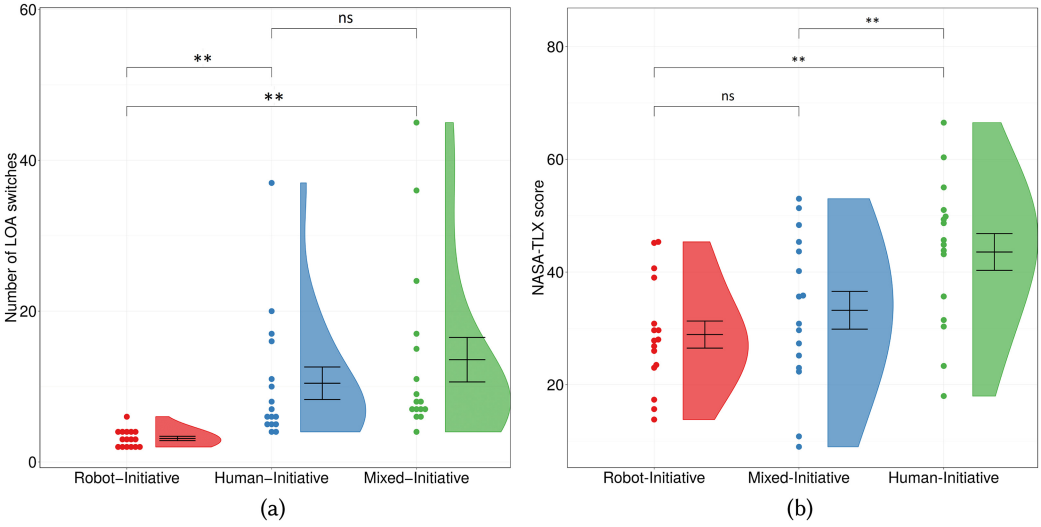 60
40
20
0
Number of LOA switches
ns
**
**
Robot–Initiative Human–Initiative Mixed–Initiative
(a)
80
60
40
20
NASA-TLX score
**
**
ns
Robot-Initiative Mixed-Initiative Human-Initiative
(b)